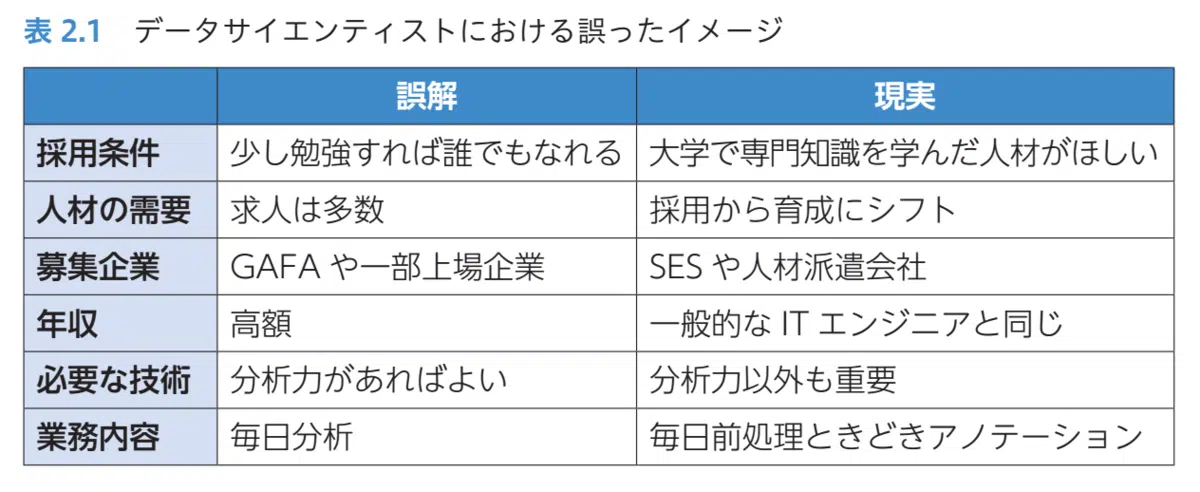 表 2.1 データサイエンティストにおける誤ったイメージ
誤解 現実
採用条件 少し勉強すれば誰でもなれる 大学で専門知識を学んだ人材がほしい
人材の需要 求人は多数 採用から育成にシフト
募集企業 GAFA や一部上場企業 SES や人材派遣会社
年収 高額 一般的な IT エンジニアと同じ
必要な技術 分析力があればよい 分析力以外も重要
業務内容 毎日分析 毎日前処理ときどきアノテーション